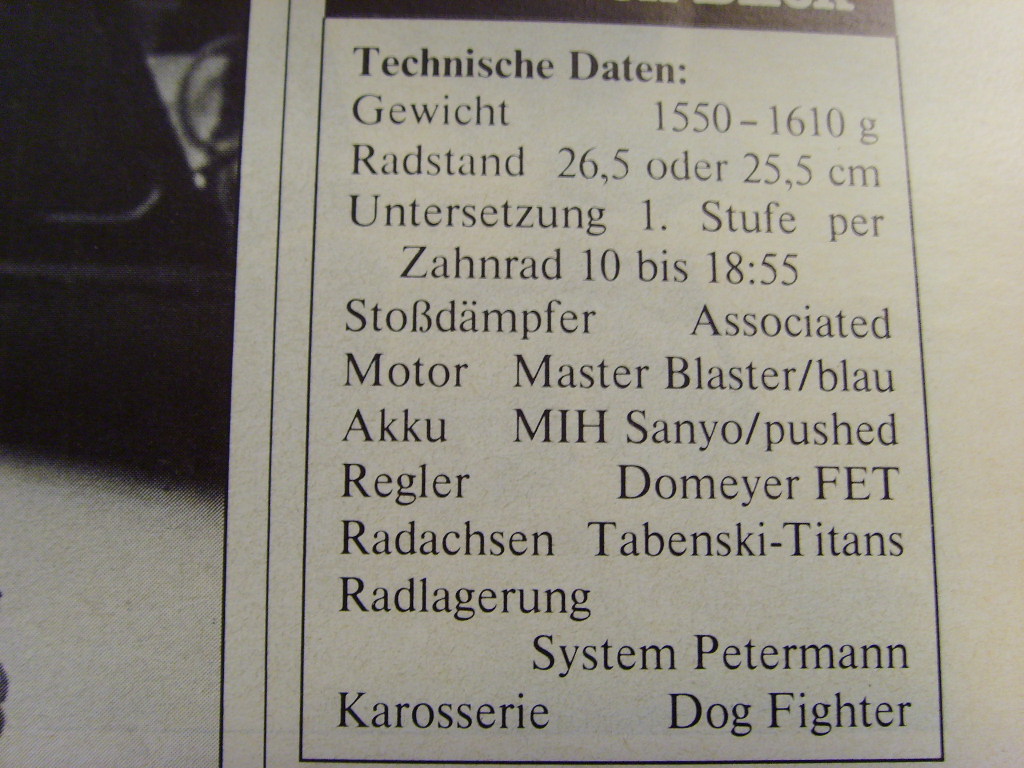 Technische Daten:
Gewicht 1550–1610 g
Radstand 26,5 oder 25,5 cm
Untersetzung 1. Stufe per
Zahnrad 10 bis 18:55
Stoßdämpfer Associated
Motor Master Blaster/blau
Akku MIH Sanyo/pushed
Regler Domeyer FET
Radachsen Tabenski-Titans
Radlagerung
System Petermann
Karosserie Dog Fighter